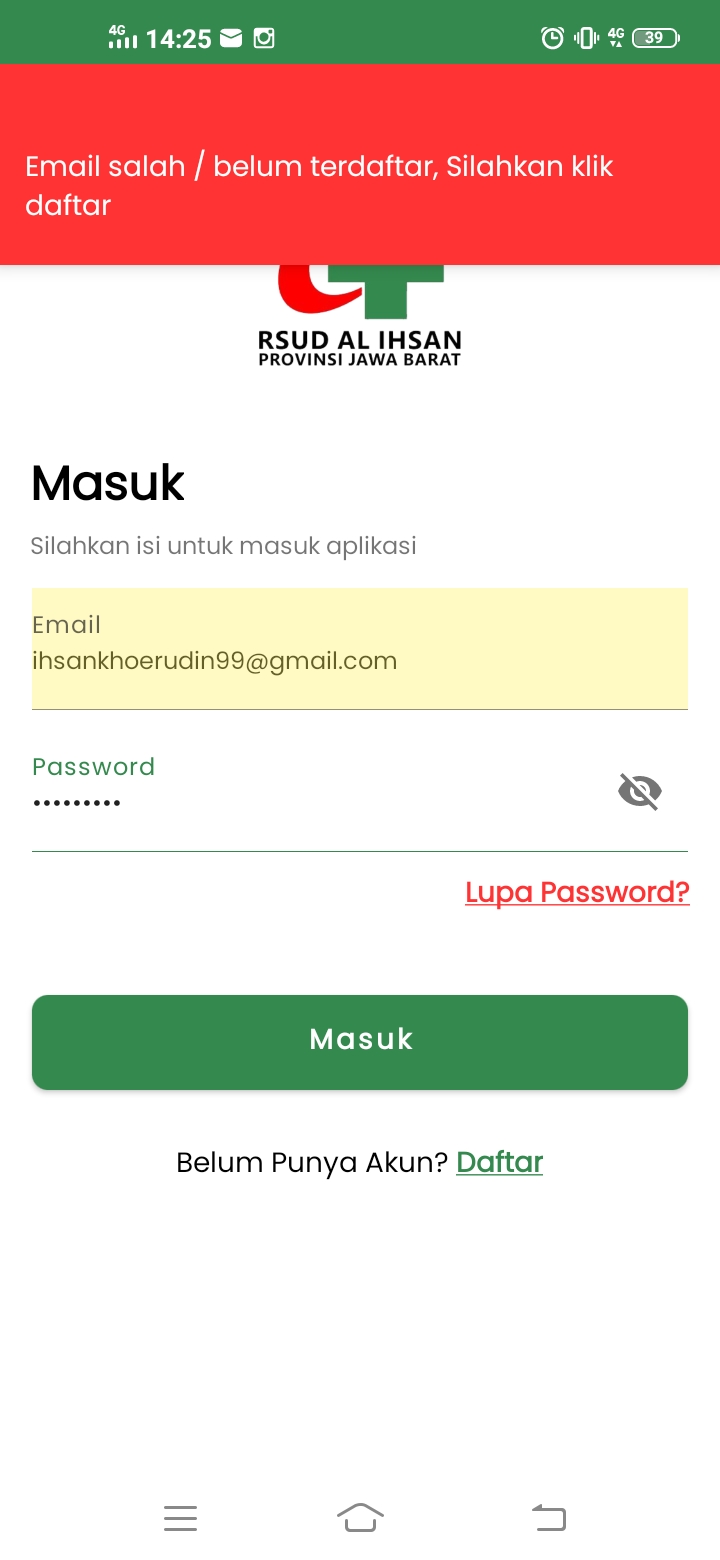 4G 14:25 4G 39
Email salah / belum terdaftar, Silahkan klik
daftar
RSUD AL IHSAN
PROVINSI JAWA BARAT
Masuk
Silahkan isi untuk masuk aplikasi
Email
ihsankhoerudin99@gmail.com
Password
•••••••••
Lupa Password?
Masuk
Belum Punya Akun? Daftar